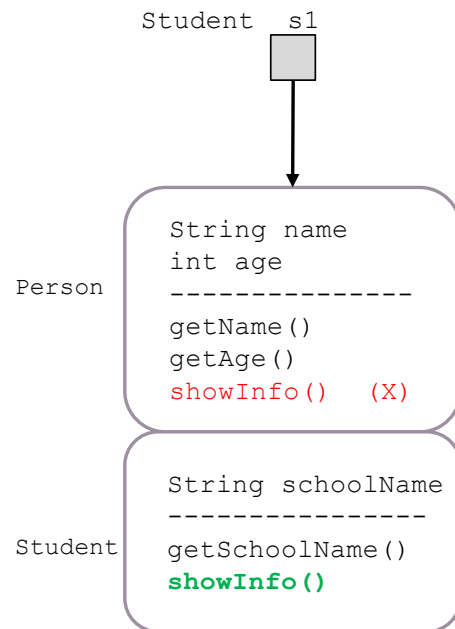 Student s1
String name
int age
Person
---------------
getName()
getAge()
showInfo() (X)
String schoolName
----------------
Student
getSchoolName()
showInfo()